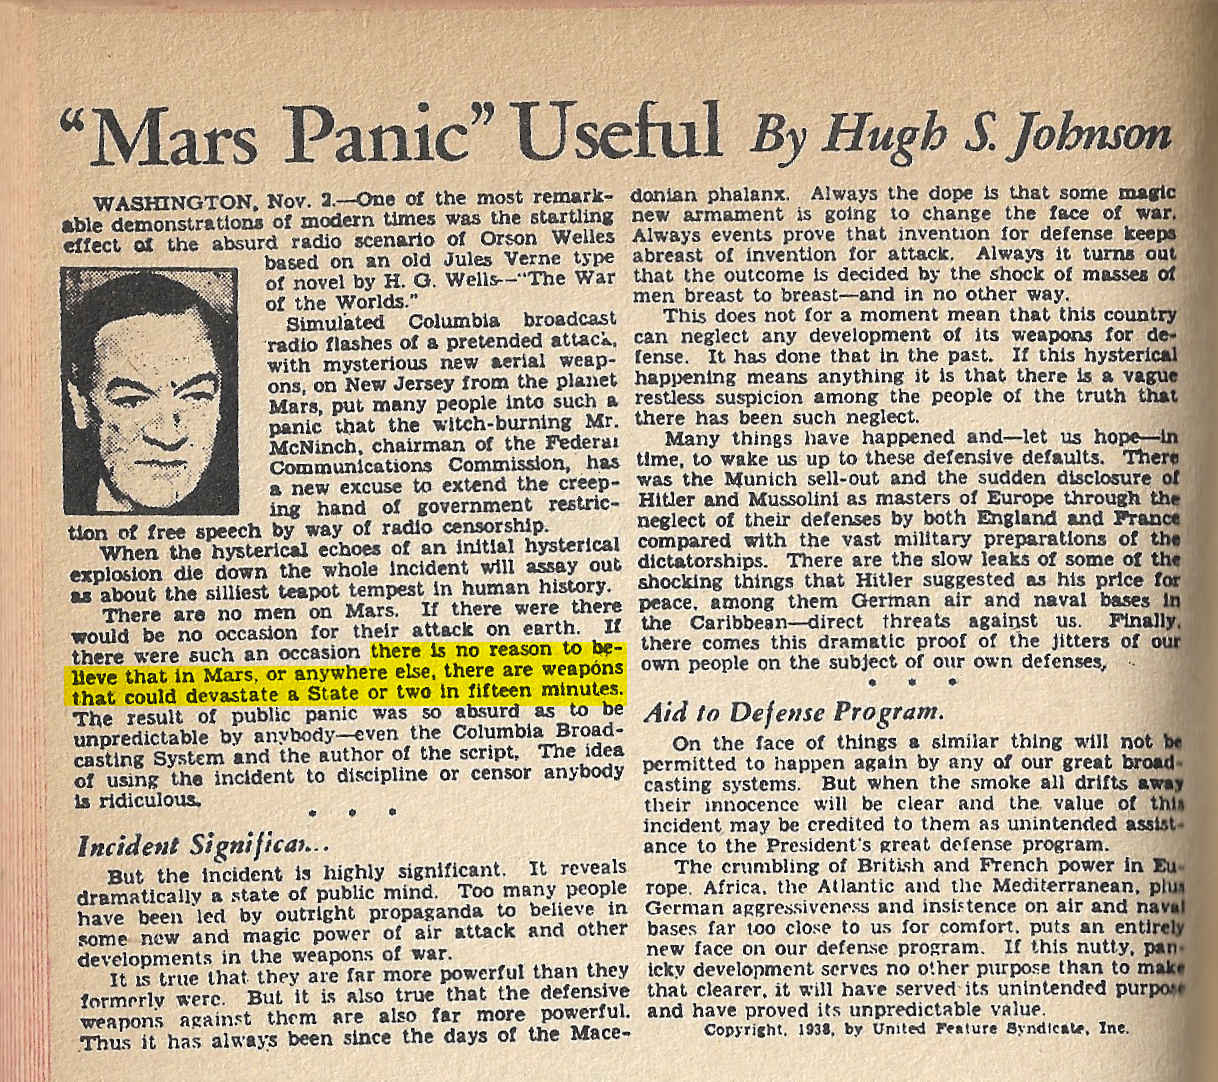 "Mars Panic" Useful By Hugh S. Johnson
WASHINGTON, Nov. 2.—One of the most remark-
able demonstrations of modern times was the startling
effect of the absurd radio scenario of Orson Welles
based on an old Jules Verne type
of novel by H. G. Wells—"The War
of the Worlds."
Simulated Columbia broadcast
radio flashes of a pretended attack,
with mysterious new aerial weap-
ons, on New Jersey from the planet
Mars, put many people into such a
panic that the witch-burning Mr.
McNinch, chairman of the Federal
Communications Commission, has
a new excuse to extend the creep-
ing hand of government restric-
tion of free speech by way of radio censorship.
When the hysterical echoes of an initial hysterical
explosion die down the whole incident will assay out
as about the silliest teapot tempest in human history.
There are no men on Mars. If there were there
would be no occasion for their attack on earth. If
there were such an occasion there is no reason to be-
lieve that in Mars, or anywhere else, there are weapons
that could devastate a State or two in fifteen minutes.
The result of public panic was so absurd as to be
unpredictable by anybody—even the Columbia Broad-
casting System and the author of the script. The idea
of using the incident to discipline or censor anybody
is ridiculous.
• • •
Incident Significan...
But the incident is highly significant. It reveals
dramatically a state of public mind. Too many people
have been led by outright propaganda to believe in
some new and magic power of air attack and other
developments in the weapons of war.
It is true that they are far more powerful than they
formerly were. But it is also true that the defensive
weapons against them are also far more powerful.
Thus it has always been since the days of the Mace-
donian phalanx. Always the dope is that some magic
new armament is going to change the face of war.
Always events prove that invention for defense keeps
abreast of invention for attack. Always it turns out
that the outcome is decided by the shock of masses of
men breast to breast—and in no other way.
This does not for a moment mean that this country
can neglect any development of its weapons for de-
fense. It has done that in the past. If this hysterical
happening means anything it is that there is a vague
restless suspicion among the people of the truth that
there has been such neglect.
Many things have happened and—let us hope—in
time, to wake us up to these defensive defaults. There
was the Munich sell-out and the sudden disclosure of
Hitler and Mussolini as masters of Europe through the
neglect of their defenses by both England and France
compared with the vast military preparations of the
dictatorships. There are the slow leaks of some of the
shocking things that Hitler suggested as his price for
peace, among them German air and naval bases in
the Caribbean—direct threats against us. Finally,
there comes this dramatic proof of the jitters of our
own people on the subject of our own defenses.
• • •
Aid to Defense Program.
On the face of things a similar thing will not be
permitted to happen again by any of our great broad-
casting systems. But when the smoke all drifts away
their innocence will be clear and the value of this
incident may be credited to them as unintended assist-
ance to the President's great defense program.
The crumbling of British and French power in Eu-
rope, Africa, the Atlantic and the Mediterranean, plus
German aggressiveness and insistence on air and naval
bases far too close to us for comfort, puts an entirely
new face on our defense program. If this nutty, pan-
icky development serves no other purpose than to make
that clearer, it will have served its unintended purpose
and have proved its unpredictable value.
Copyright, 1938, by United Feature Syndicate, Inc.